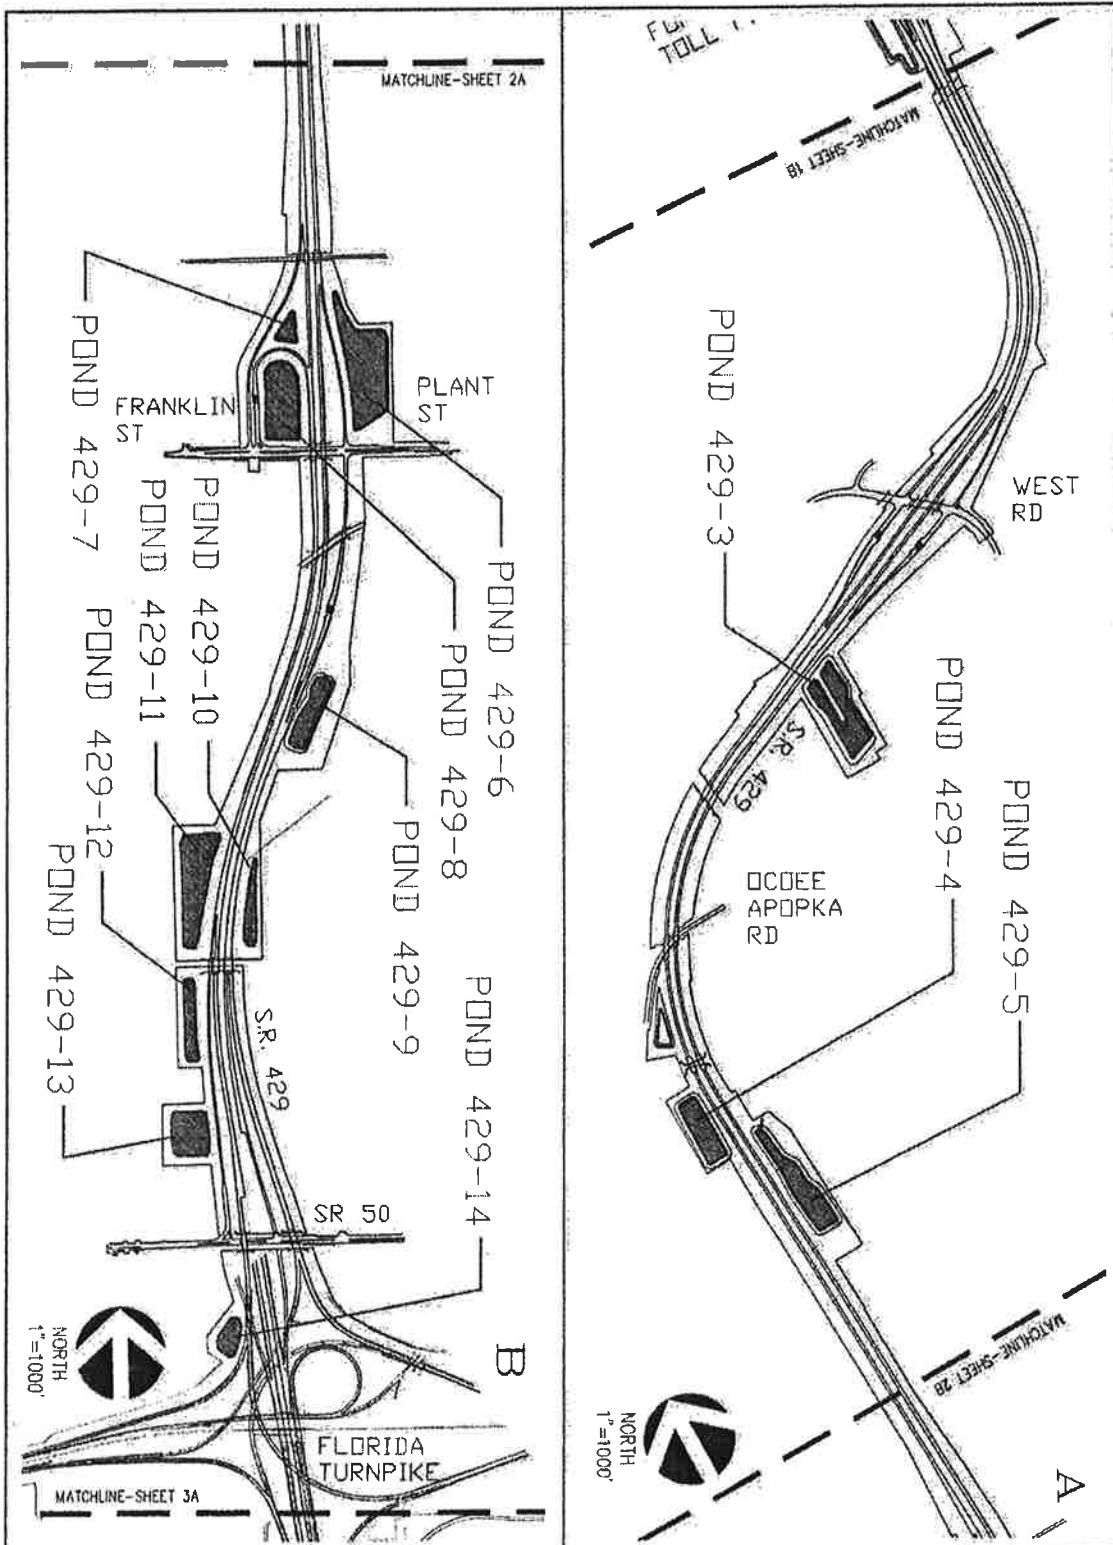 MATCHLINE-SHEET 2A
PLANT
ST
FRANKLIN
ST
POND 429-7
POND 429-6
POND 429-8
POND 429-10
POND 429-11
POND 429-9
POND 429-12
POND 429-13
POND 429-14
S.R. 429
SR 50
NORTH
1"=1000'
B
FLORIDA
TURNPIKE
MATCHLINE-SHEET 3A
TOLL
MATCHLINE-SHEET 1B
WEST
RD
POND 429-3
S.R. 429
POND 429-4
POND 429-5
OCOEE
APOPKA
RD
MATCHLINE-SHEET 2B
NORTH
1"=1000'
A